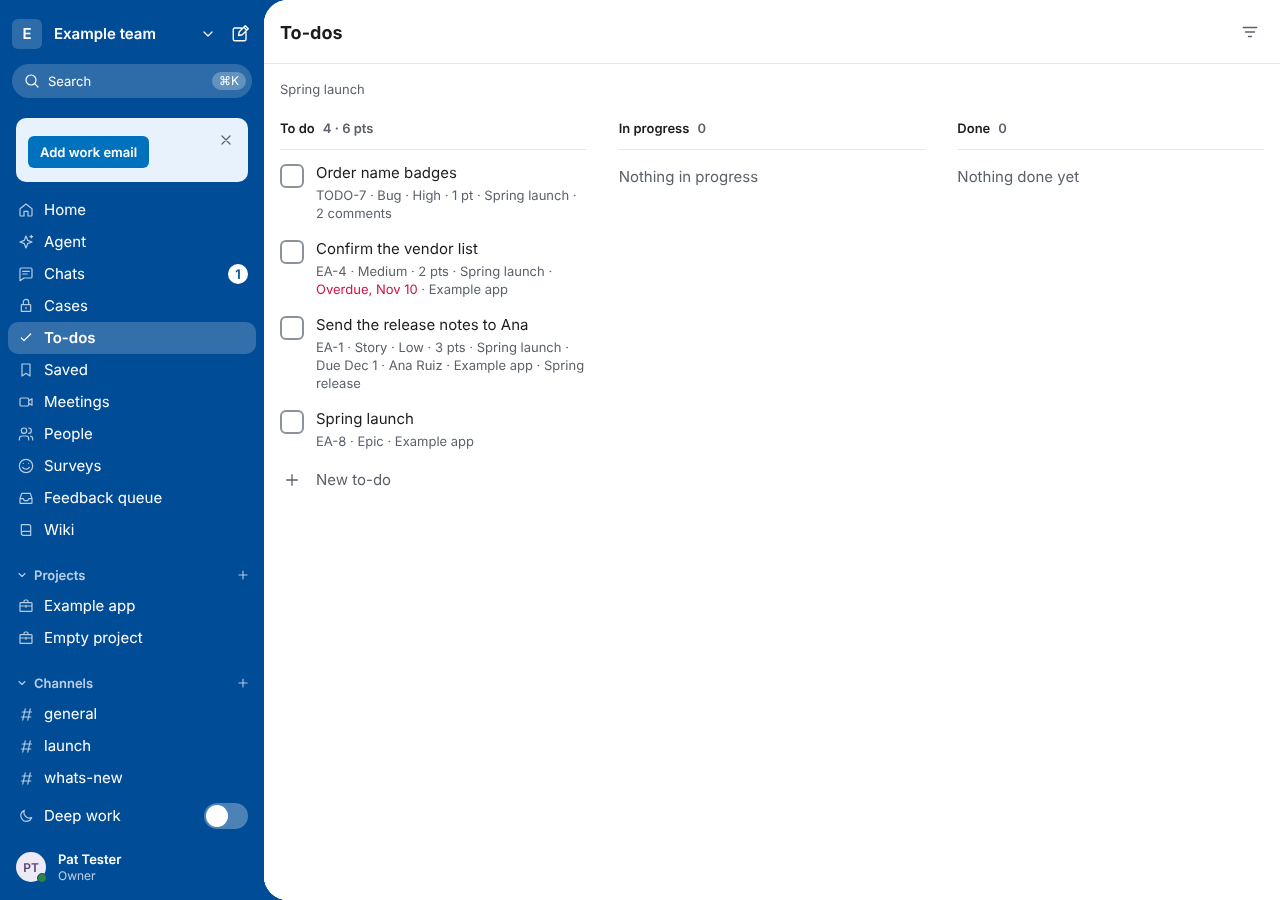 E Example team
Search ⌘K
Add work email
Home
Agent
Chats 1
Cases
To-dos
Saved
Meetings
People
Surveys
Feedback queue
Wiki
Projects
Example app
Empty project
Channels
general
launch
whats-new
Deep work
PT Pat Tester
Owner
To-dos
Spring launch
To do 4 · 6 pts
Order name badges
TODO-7 · Bug · High · 1 pt · Spring launch ·
2 comments
Confirm the vendor list
EA-4 · Medium · 2 pts · Spring launch ·
Overdue, Nov 10 · Example app
Send the release notes to Ana
EA-1 · Story · Low · 3 pts · Spring launch ·
Due Dec 1 · Ana Ruiz · Example app · Spring
release
Spring launch
EA-8 · Epic · Example app
New to-do
In progress 0
Nothing in progress
Done 0
Nothing done yet